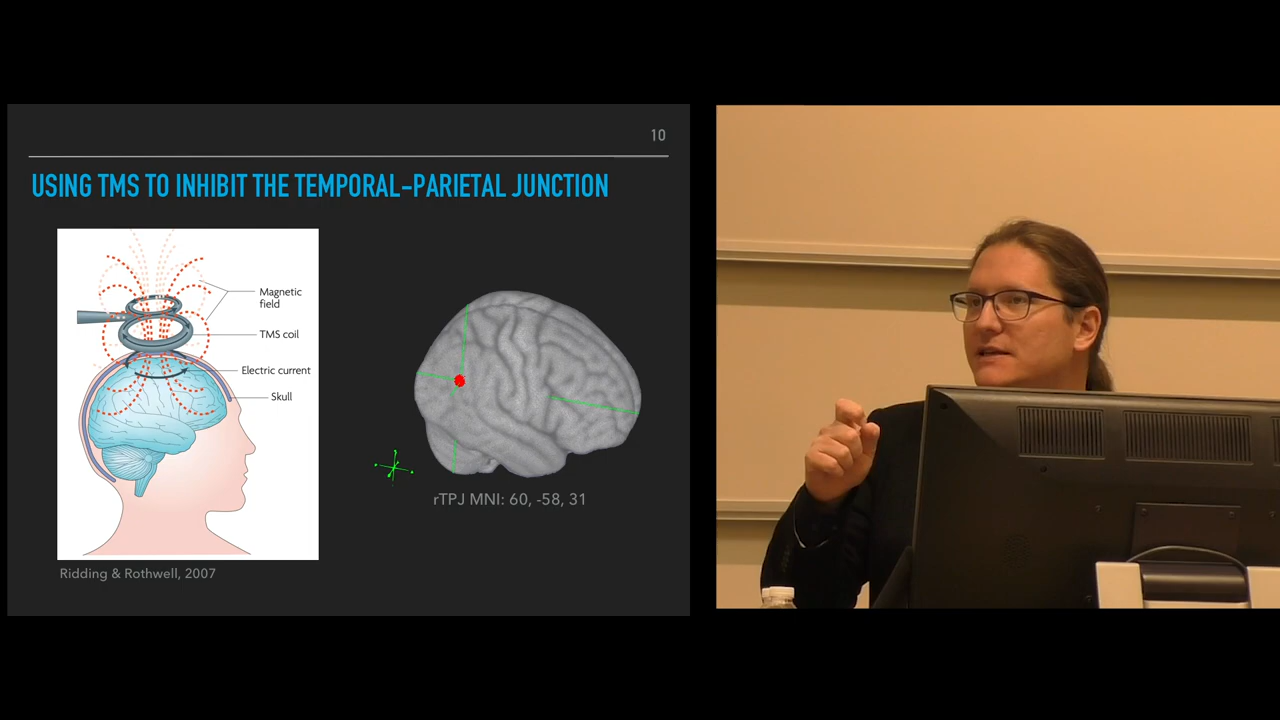 10
USING TMS TO INHIBIT THE TEMPORAL-PARIETAL JUNCTION
Magnetic
field
TMS coil
Electric current
Skull
rTPJ MNI: 60, -58, 31
Ridding & Rothwell, 2007